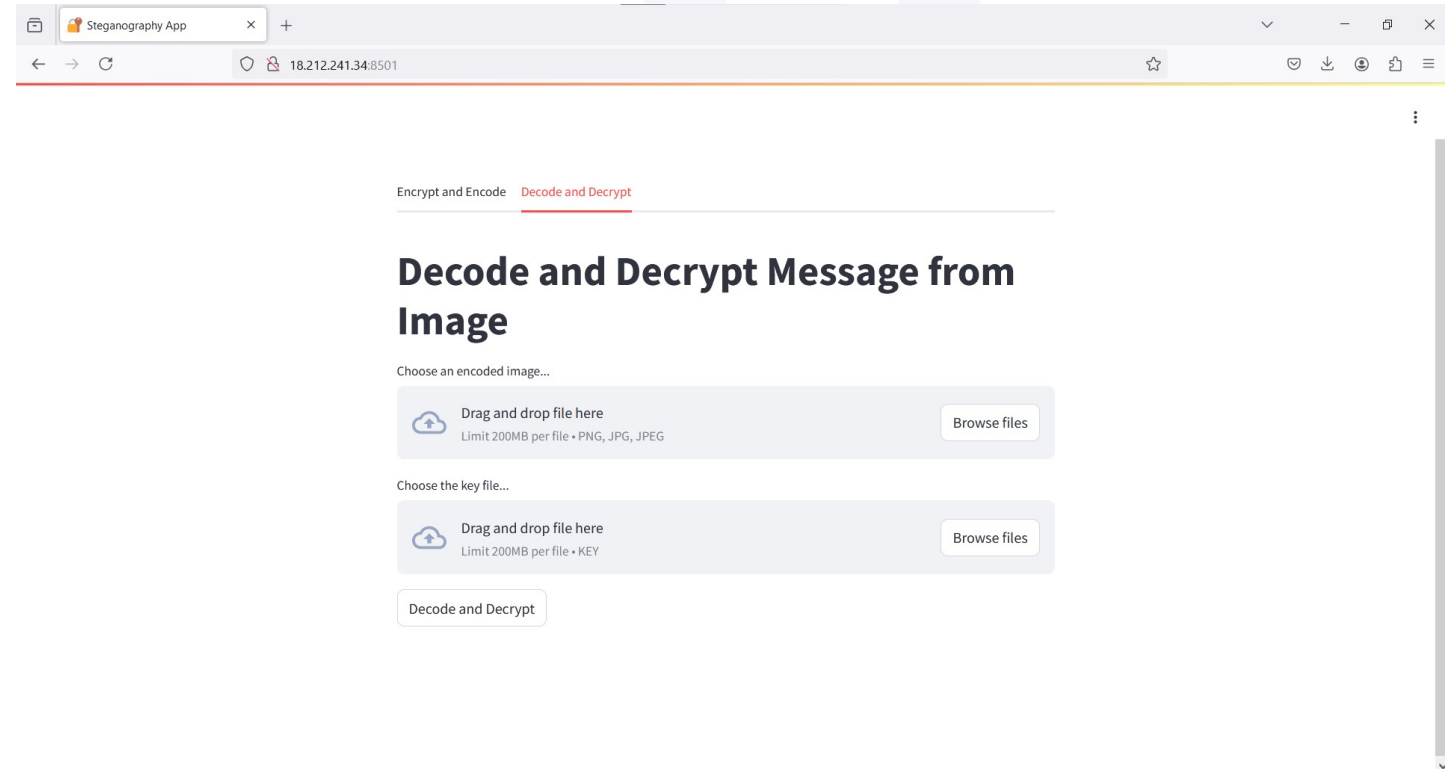 Steganography App
18.212.241.34:8501
Encrypt and Encode Decode and Decrypt
Decode and Decrypt Message from
Image
Choose an encoded image...
Drag and drop file here
Limit 200MB per file • PNG, JPG, JPEG
Browse files
Choose the key file...
Drag and drop file here
Limit 200MB per file • KEY
Browse files
Decode and Decrypt